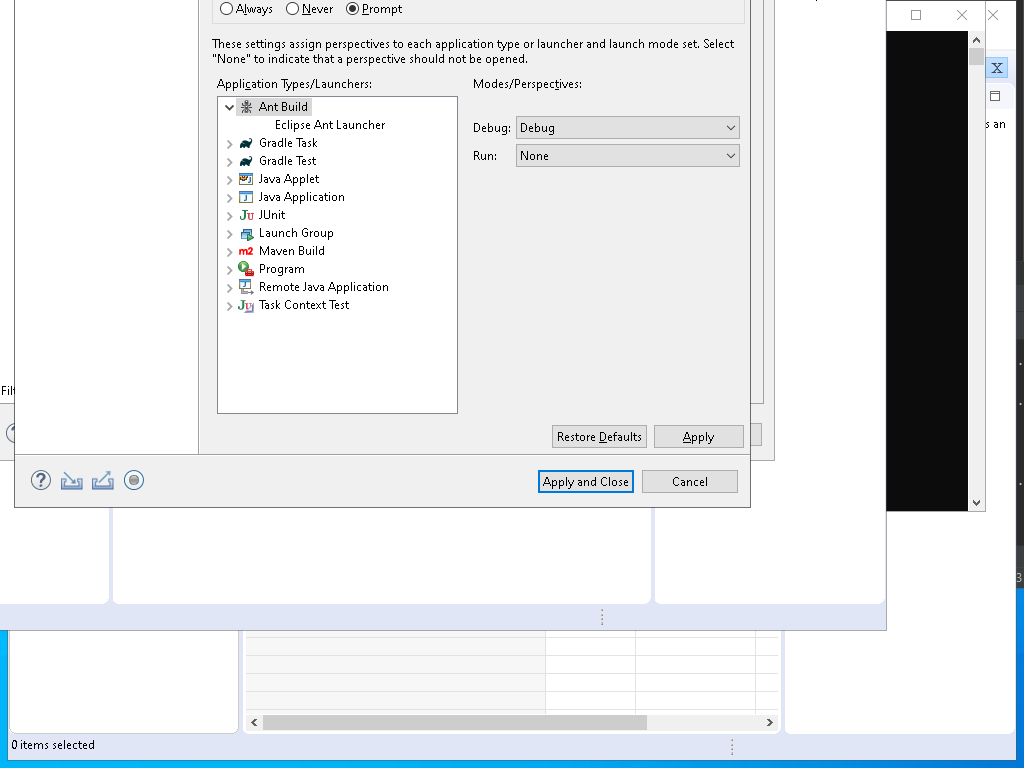 Always Never Prompt
These settings assign perspectives to each application type or launcher and launch mode set. Select
"None" to indicate that a perspective should not be opened.
Application Types/Launchers:
Modes/Perspectives:
Ant Build
Eclipse Ant Launcher
Gradle Task
Gradle Test
Java Applet
Java Application
JUnit
Launch Group
Maven Build
Program
Remote Java Application
Task Context Test
Debug: Debug
Run: None
X
s an
Filt
Restore Defaults
Apply
Apply and Close
Cancel
3
0 items selected